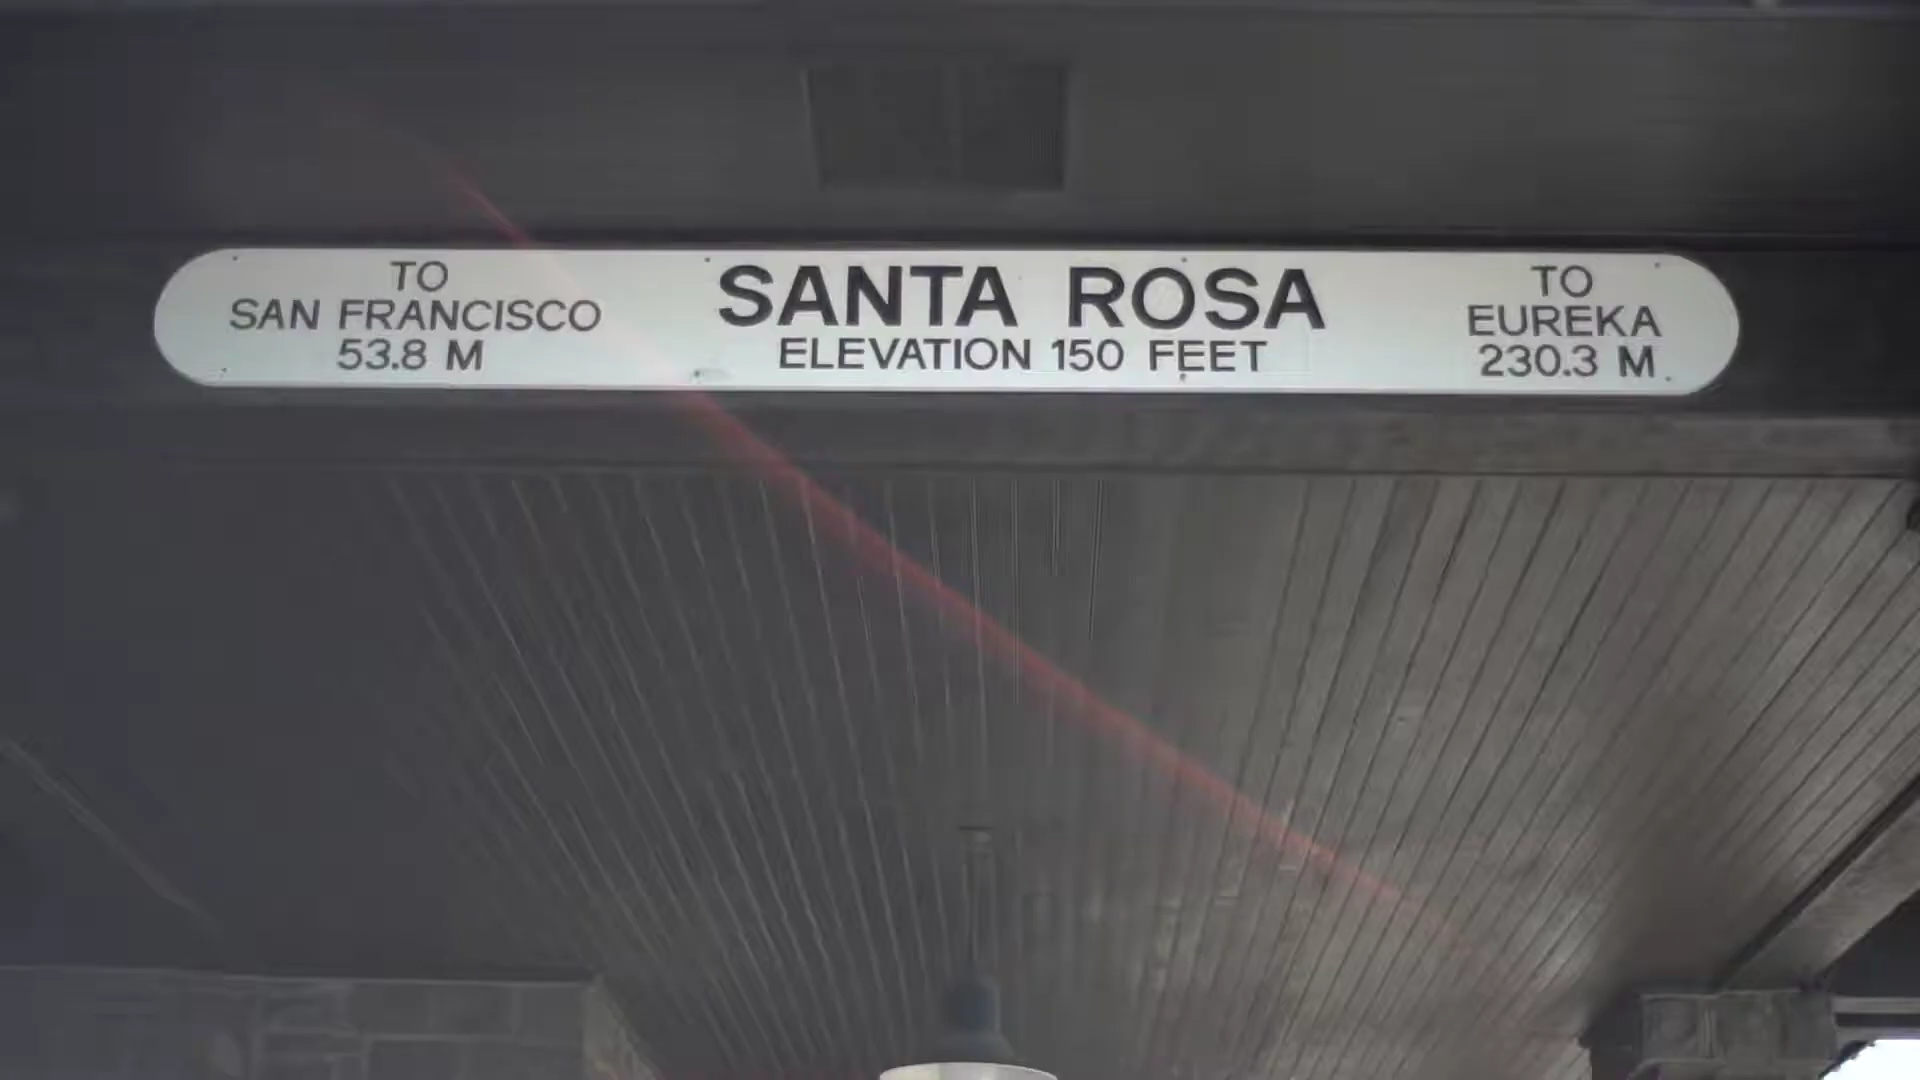 TO
SAN FRANCISCO
53.8 M
SANTA ROSA
ELEVATION 150 FEET
TO
EUREKA
230.3 M